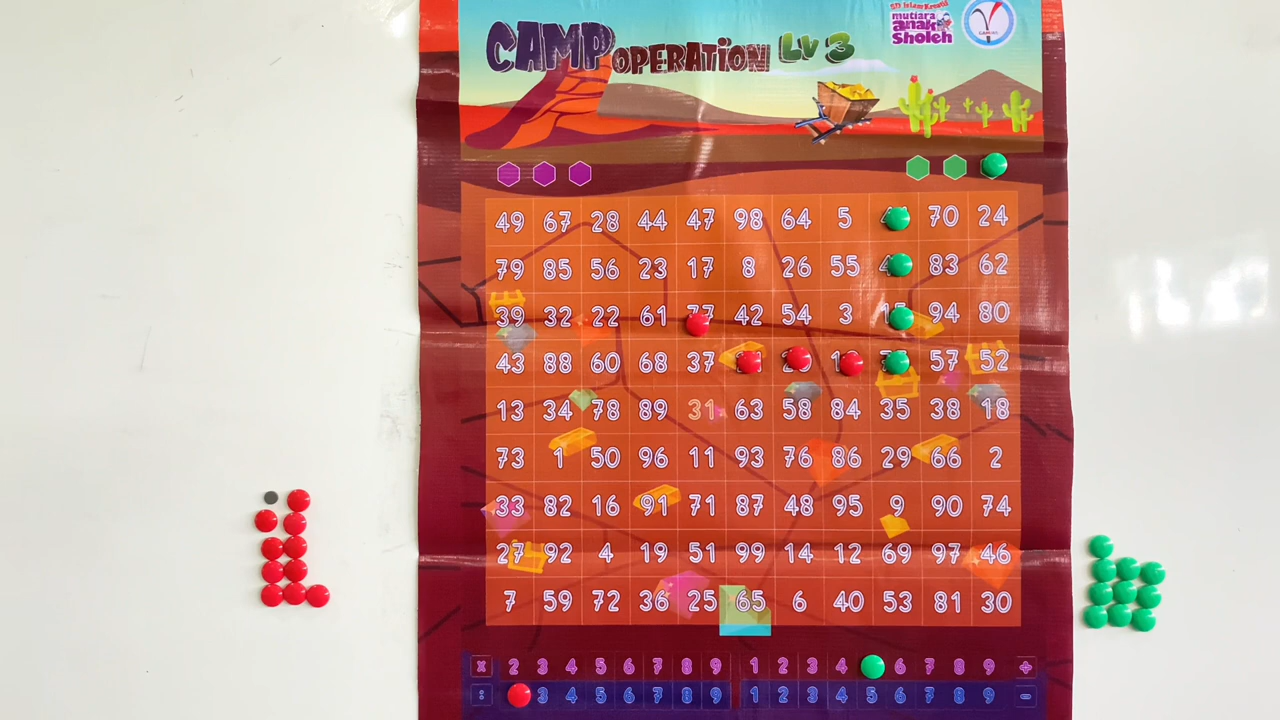 SD Islam Kreatif
mutiara
anak
Sholeh
CAMP OPERATION LV 3
GAMIFS
49 67 28 44 47 98 64 5 70 24
79 85 56 23 17 8 26 55 83 62
39 32 22 61 77 42 54 3 15 94 80
43 88 60 68 37 57 52
13 34 78 89 31 63 58 84 35 38 18
73 1 50 96 11 93 76 86 29 66 2
33 82 16 91 71 87 48 95 9 90 74
27 92 4 19 51 99 14 12 69 97 46
7 59 72 36 25 65 6 40 53 81 30
x 2 3 4 5 6 7 8 9 1 2 3 4 6 7 8 9 +
: 3 4 5 6 7 8 9 1 2 3 4 5 6 7 8 9 -